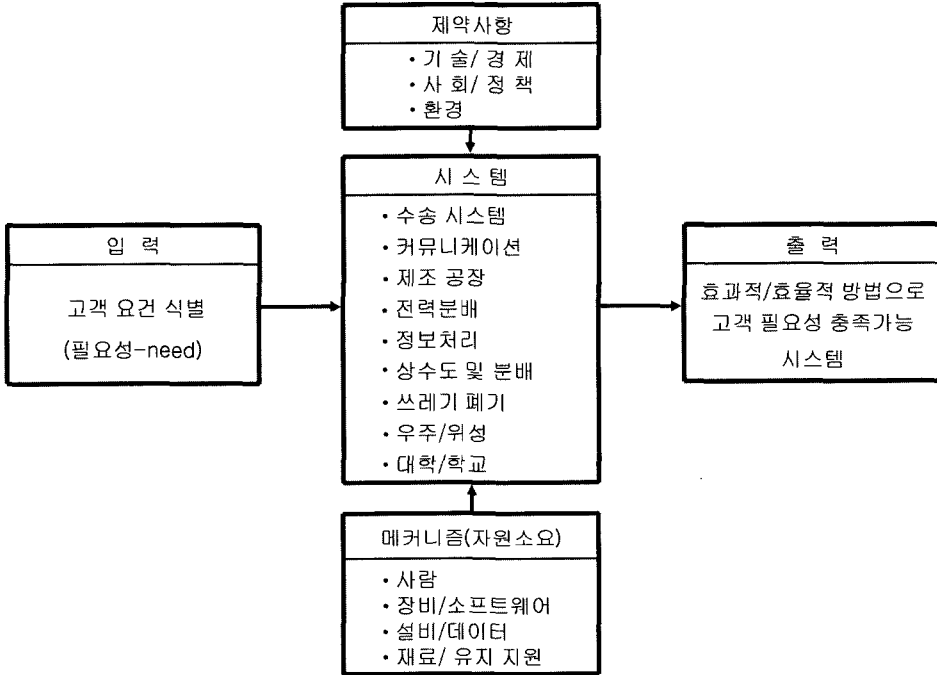 제약사항
• 기 술/ 경 제
• 사 회/ 정 책
• 환경
시 스 템
• 수송 시스템
• 커뮤니케이션
• 제조 공장
• 전력분배
• 정보처리
• 상수도 및 분배
• 쓰레기 폐기
• 우주/위성
• 대학/학교
입 력
고객 요건 식별
(필요성-need)
출 력
효과적/효율적 방법으로
고객 필요성 충족가능
시스템
메커니즘(자원소요)
• 사람
• 장비/소프트웨어
• 설비/데이터
• 재료/ 유지 지원